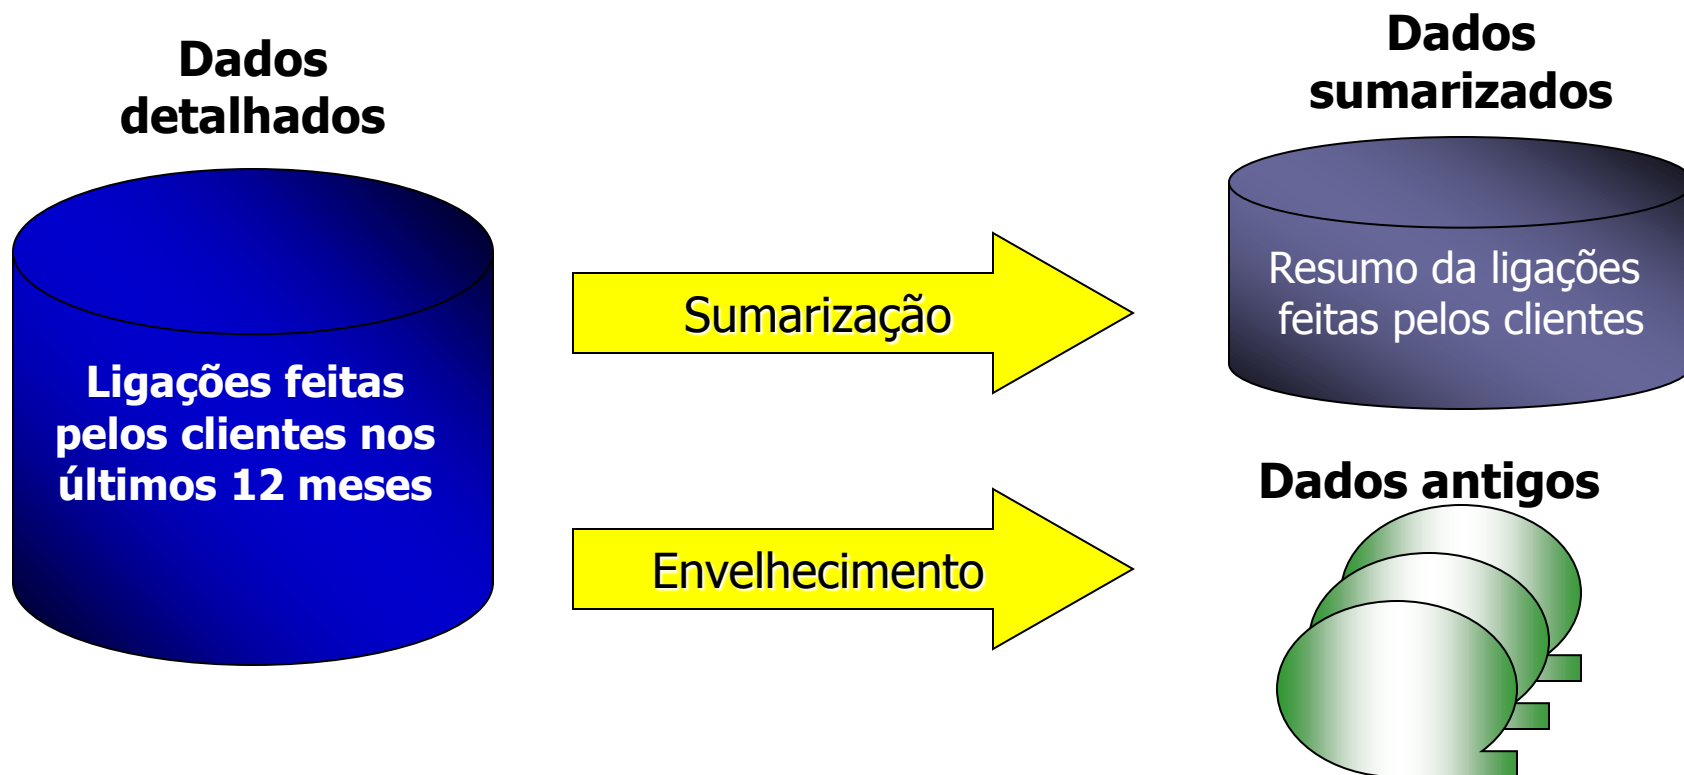 Dados
detalhados
Ligações feitas
pelos clientes nos
últimos 12 meses
Sumarização
Envelhecimento
Dados
sumarizados
Resumo da ligações
feitas pelos clientes
Dados antigos